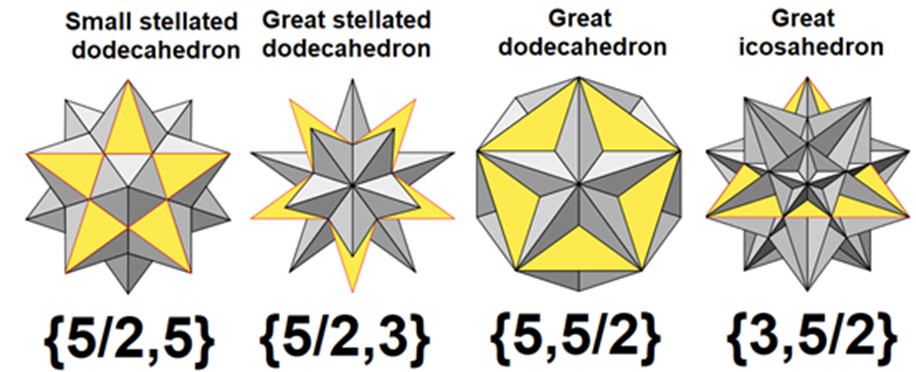 Small stellated
dodecahedron
Great stellated
dodecahedron
Great
dodecahedron
Great
icosahedron
{5/2,5}
{5/2,3}
{5,5/2}
{3,5/2}